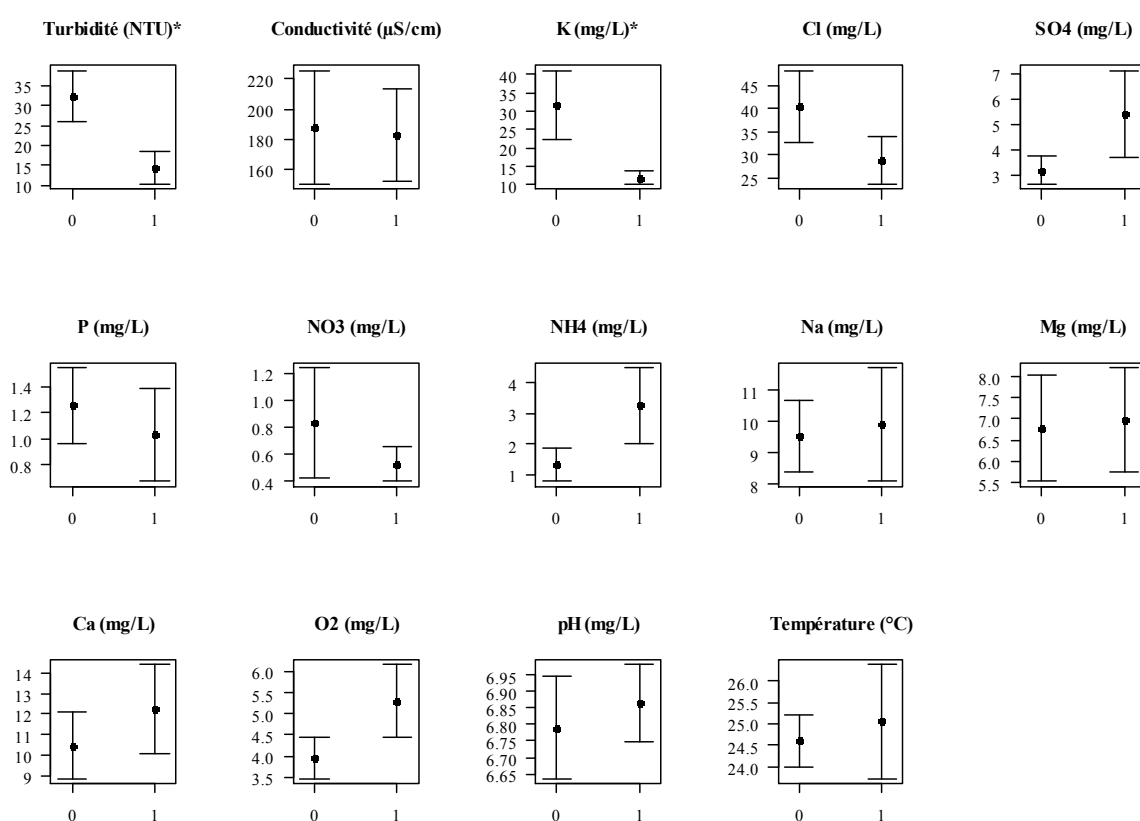 Turbidité (NTU)* Conductivité (µS/cm) K (mg/L)* Cl (mg/L) SO4 (mg/L)
35 30 25 20 15 10 220 200 180 160 40 35 30 25 20 15 10 45 40 35 30 25 7 6 5 4 3
0 1 0 1 0 1 0 1 0 1
P (mg/L) NO3 (mg/L) NH4 (mg/L) Na (mg/L) Mg (mg/L)
1.4 1.2 1.0 0.8 1.2 1.0 0.8 0.6 0.4 4 3 2 1 11 10 9 8 8.0 7.5 7.0 6.5 6.0 5.5
0 1 0 1 0 1 0 1 0 1
Ca (mg/L) O2 (mg/L) pH (mg/L) Température (°C)
14 13 12 11 10 9 6.0 5.5 5.0 4.5 4.0 3.5 6.95 6.90 6.85 6.80 6.75 6.70 6.65 26.0 25.5 25.0 24.5 24.0
0 1 0 1 0 1 0 1